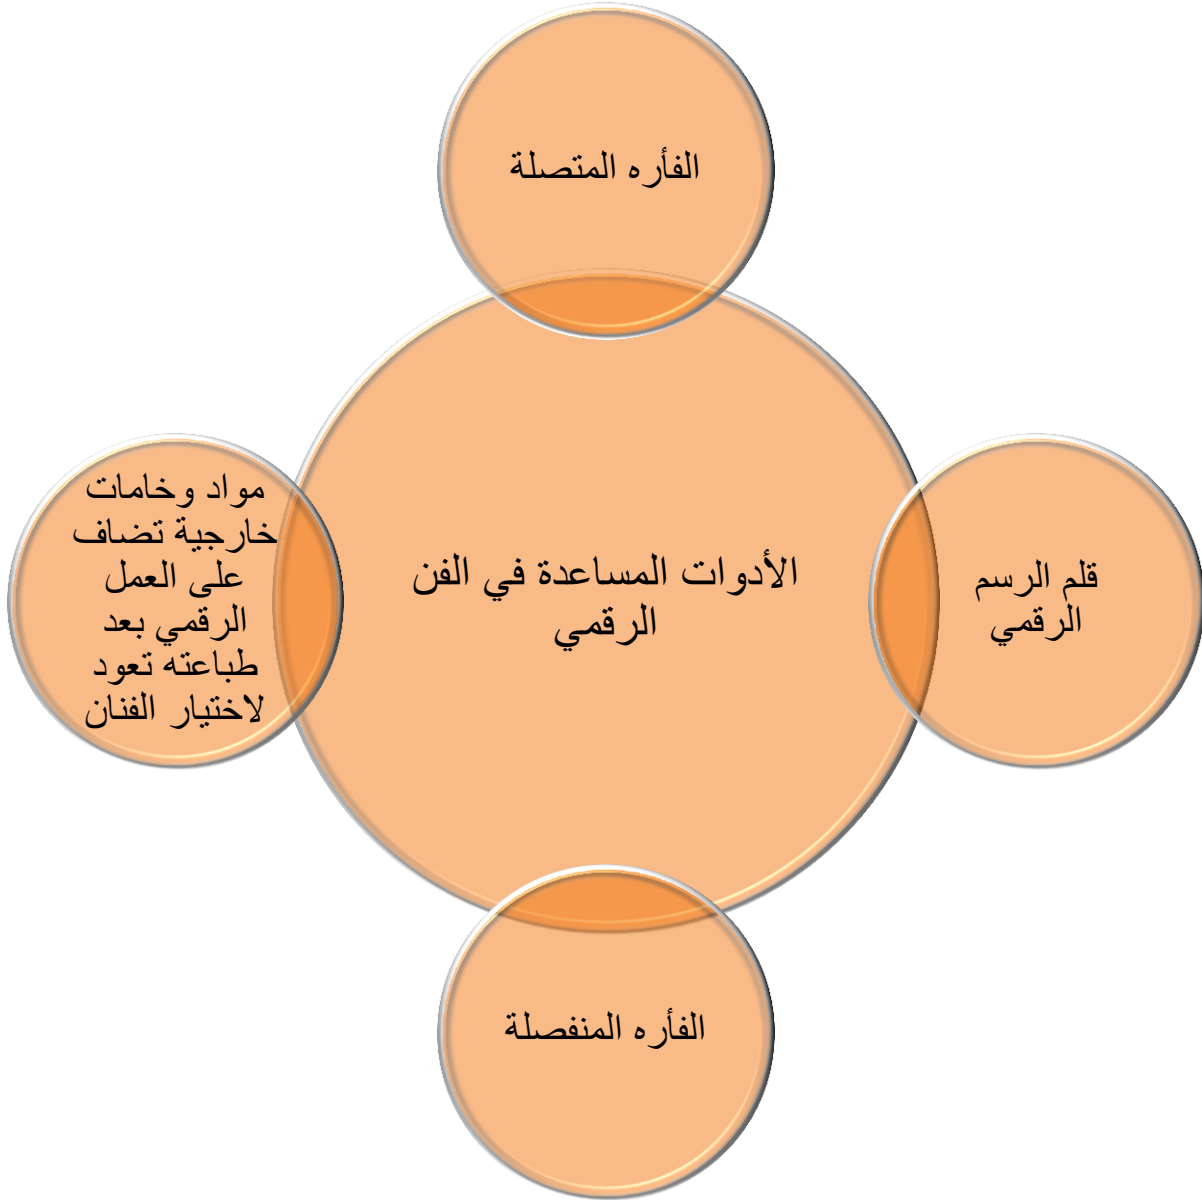 الفأره المتصلة
الأدوات المساعدة في الفن
الرقمي
قلم الرسم
الرقمي
الفأره المنفصلة
مواد وخامات
خارجية تضاف
على العمل
الرقمي بعد
طباعته تعود
لاختيار الفنان